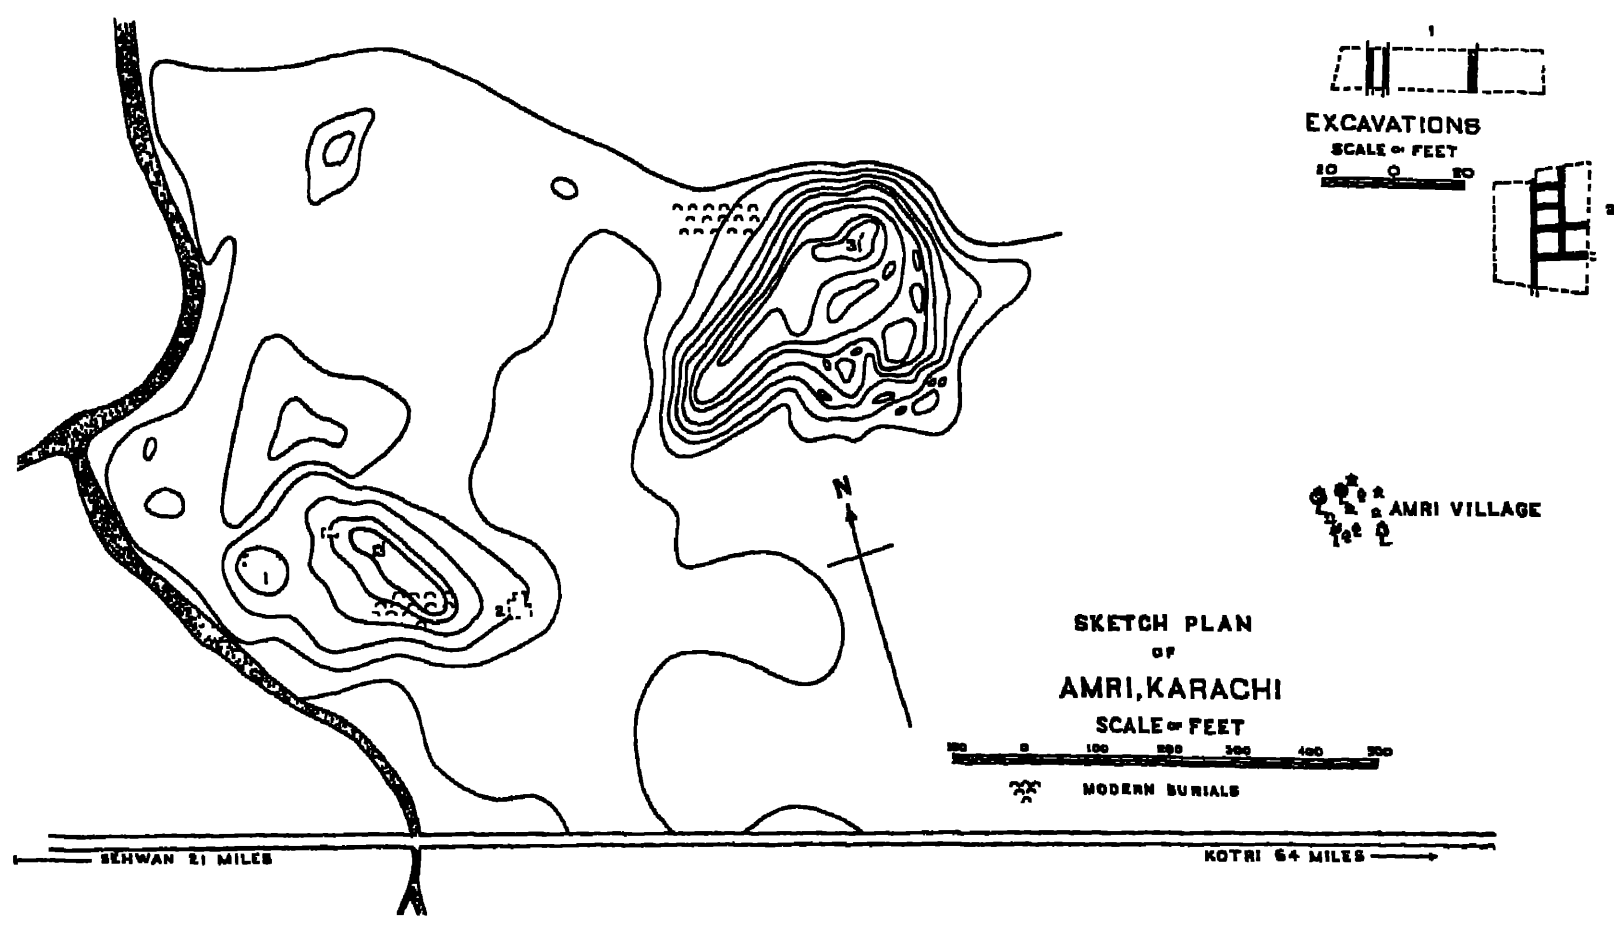 1
EXCAVATIONS
SCALE OF FEET
20 0 20
2
3
N
AMRI VILLAGE
1
2
SKETCH PLAN
OF
AMRI, KARACHI
SCALE OF FEET
100 0 100 200 300 400 500
MODERN BURIALS
SEHWAN 21 MILES
KOTRI 64 MILES